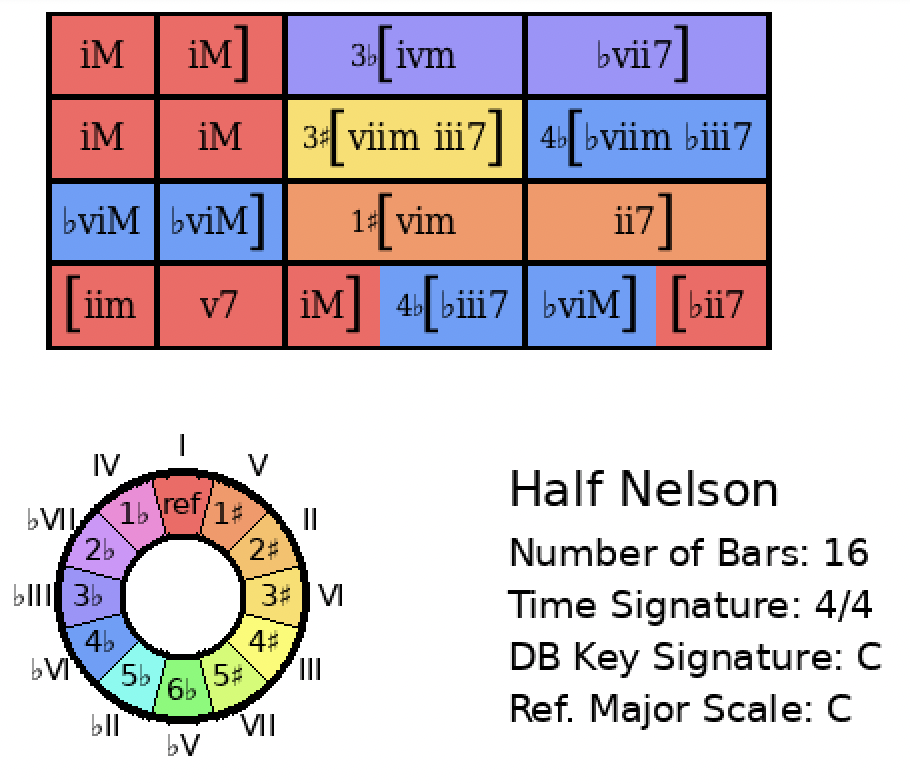 iM iM] 3♭[ivm ♭vii7]
iM iM 3♯[viim iii7] 4♭[♭viim ♭iii7
♭viM ♭viM] 1♯[vim ii7]
[iim v7 iM] 4♭[♭iii7 ♭viM] [♭ii7
I
IV V
♭VII 1♭ ref 1♯ II
2♭ 2♯
♭III 3♭ 3♯ VI
4♭ 4♯
♭VI 5♭ 6♭ 5♯ III
♭II VII
♭V
Half Nelson
Number of Bars: 16
Time Signature: 4/4
DB Key Signature: C
Ref. Major Scale: C